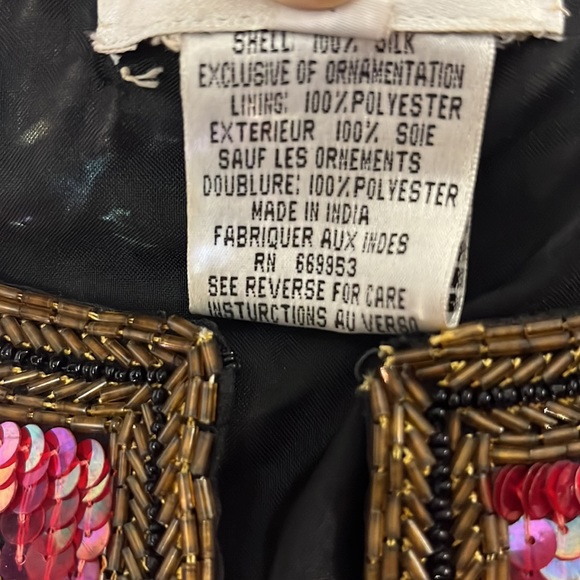 SHELL: 100% SILK
EXCLUSIVE OF ORNAMENTATION
LINING: 100% POLYESTER
EXTERIEUR 100% SOIE
SAUF LES ORNEMENTS
DOUBLURE: 100% POLYESTER
MADE IN INDIA
FABRIQUER AUX INDES
RN 669953
SEE REVERSE FOR CARE
INSTURCTIONS AU VERSO